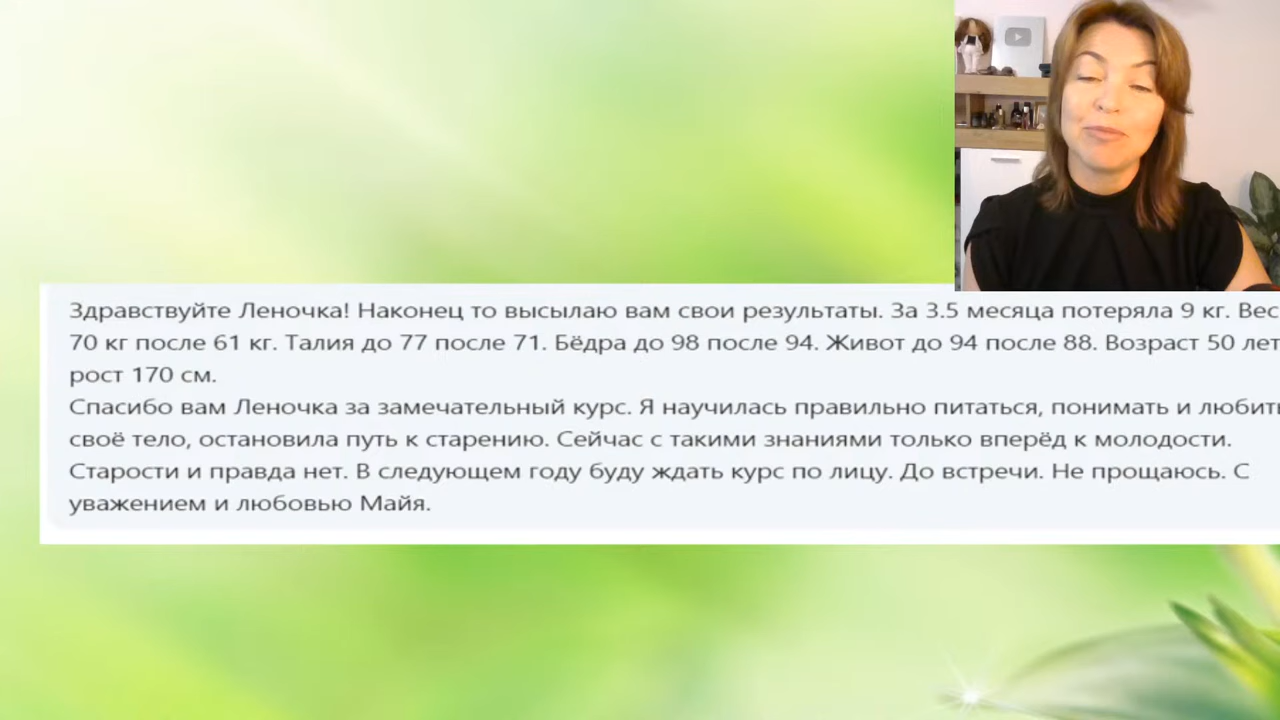 Здравствуйте Леночка! Наконец то высылаю вам свои результаты. За 3.5 месяца потеряла 9 кг. Вес
70 кг после 61 кг. Талия до 77 после 71. Бёдра до 98 после 94. Живот до 94 после 88. Возраст 50 лет
рост 170 см.
Спасибо вам Леночка за замечательный курс. Я научилась правильно питаться, понимать и любить
своё тело, остановила путь к старению. Сейчас с такими знаниями только вперёд к молодости.
Старости и правда нет. В следующем году буду ждать курс по лицу. До встречи. Не прощаюсь. С
уважением и любовью Майя.